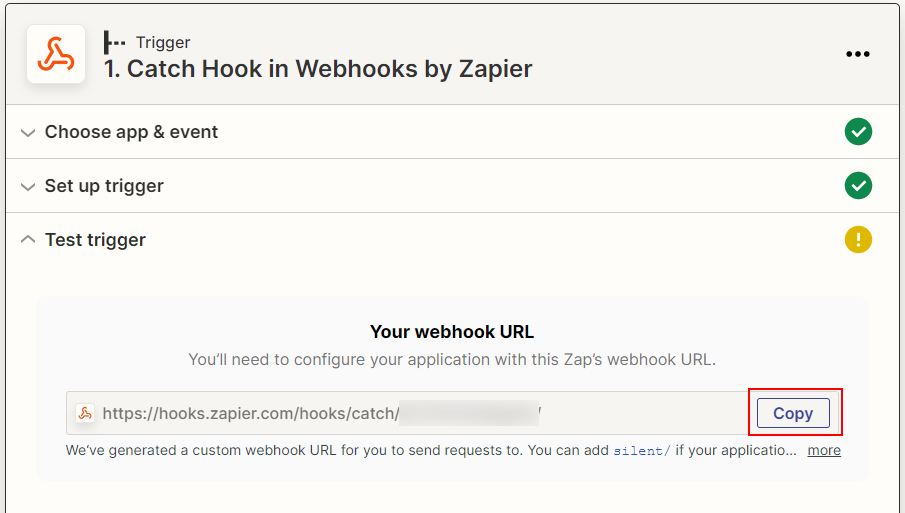 Trigger
1. Catch Hook in Webhooks by Zapier
Choose app & event
Set up trigger
Test trigger
Your webhook URL
You’ll need to configure your application with this Zap’s webhook URL.
https://hooks.zapier.com/hooks/catch/ /
Copy
We’ve generated a custom webhook URL for you to send requests to. You can add silent/ if your applicatio... more